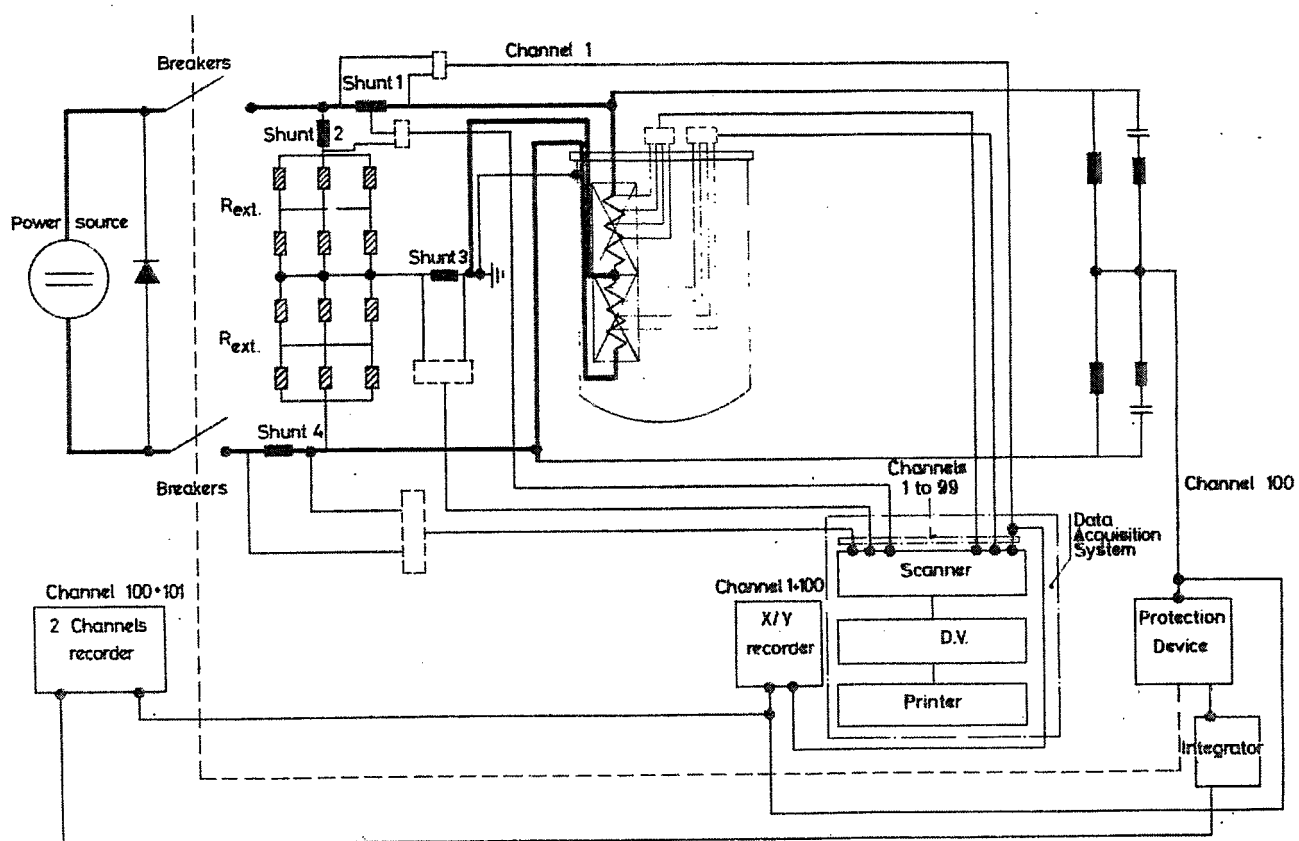 Channel 1
Breakers
Shunt 1
Shunt 2
Rext.
Power source
Shunt 3
Rext.
Shunt 4
Breakers
Channels
1 to 99
Channel 100
Data
Acquisition
System
Scanner
Channel 100+101
Channel 1+100
2 Channels
recorder
X/Y
recorder
D.V.
Protection
Device
Printer
Integrator